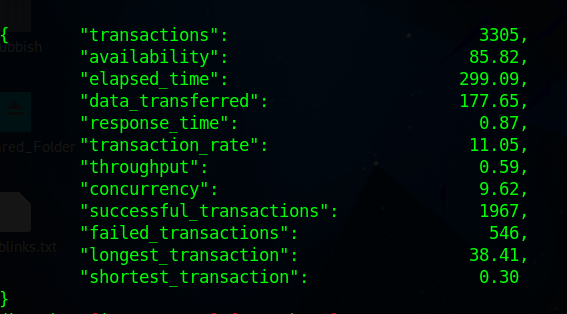 { "transactions": 3305,
ubbish
"availability": 85.82,
"elapsed_time": 299.09,
"data_transferred": 177.65,
"response_time": 0.87,
ared_Folder
"transaction_rate": 11.05,
"throughput": 0.59,
"concurrency": 9.62,
"successful_transactions": 1967,
"failed_transactions": 546,
blinks.txt
"longest_transaction": 38.41,
"shortest_transaction": 0.30
}